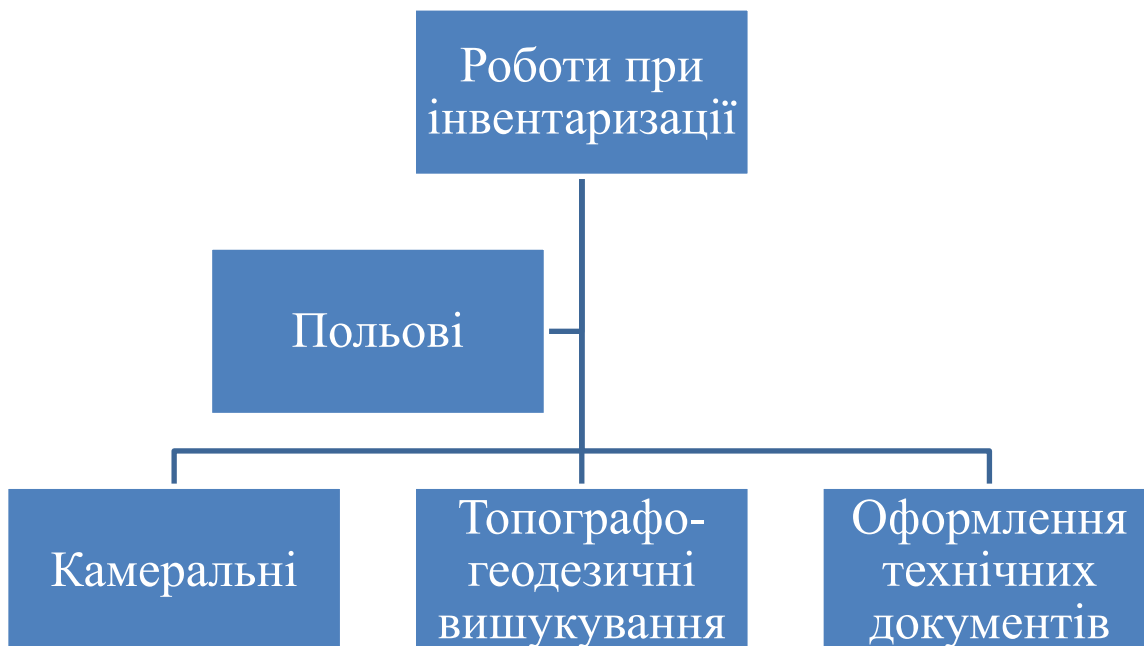 Роботи при
інвентаризації
Польові
Камеральні
Топографо-
геодезичні
вишукування
Оформлення
технічних
документів